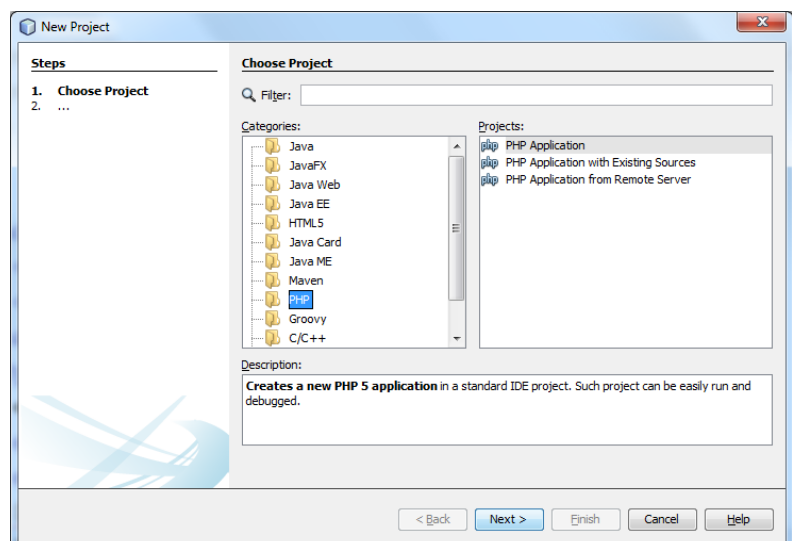 New Project
Steps
1. Choose Project
2. ...
Choose Project
Filter:
Categories:
Java
JavaFX
Java Web
Java EE
HTML5
Java Card
Java ME
Maven
PHP
Groovy
C/C++
Projects:
php PHP Application
php PHP Application with Existing Sources
php PHP Application from Remote Server
Description:
Creates a new PHP 5 application in a standard IDE project. Such project can be easily run and
debugged.
< Back Next > Finish Cancel Help